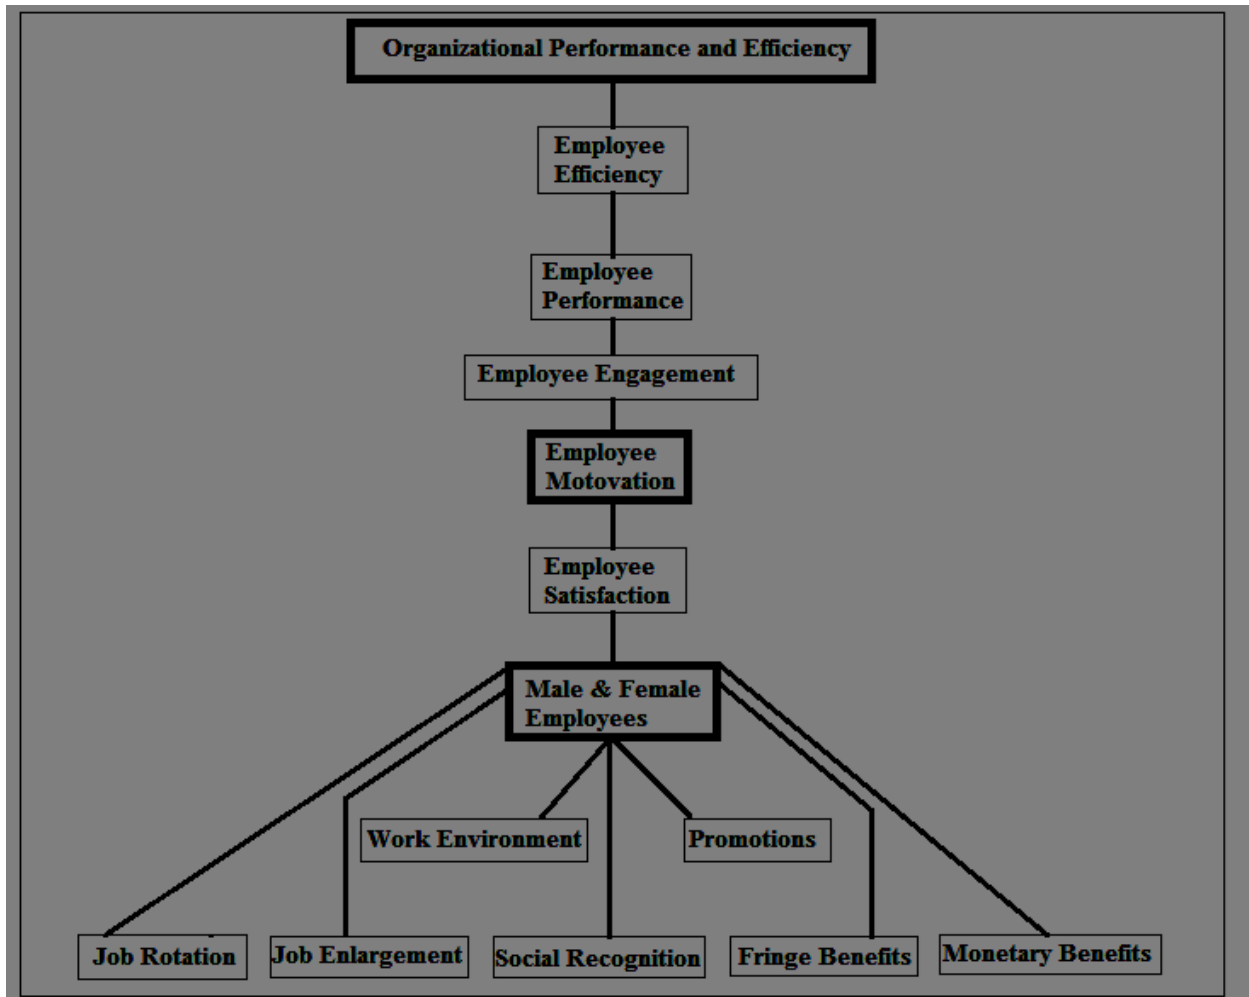 Organizational Performance and Efficiency
Employee
Efficiency
Employee
Performance
Employee Engagement
Employee
Motovation
Employee
Satisfaction
Male & Female
Employees
Work Environment
Promotions
Job Rotation
Job Enlargement
Social Recognition
Fringe Benefits
Monetary Benefits